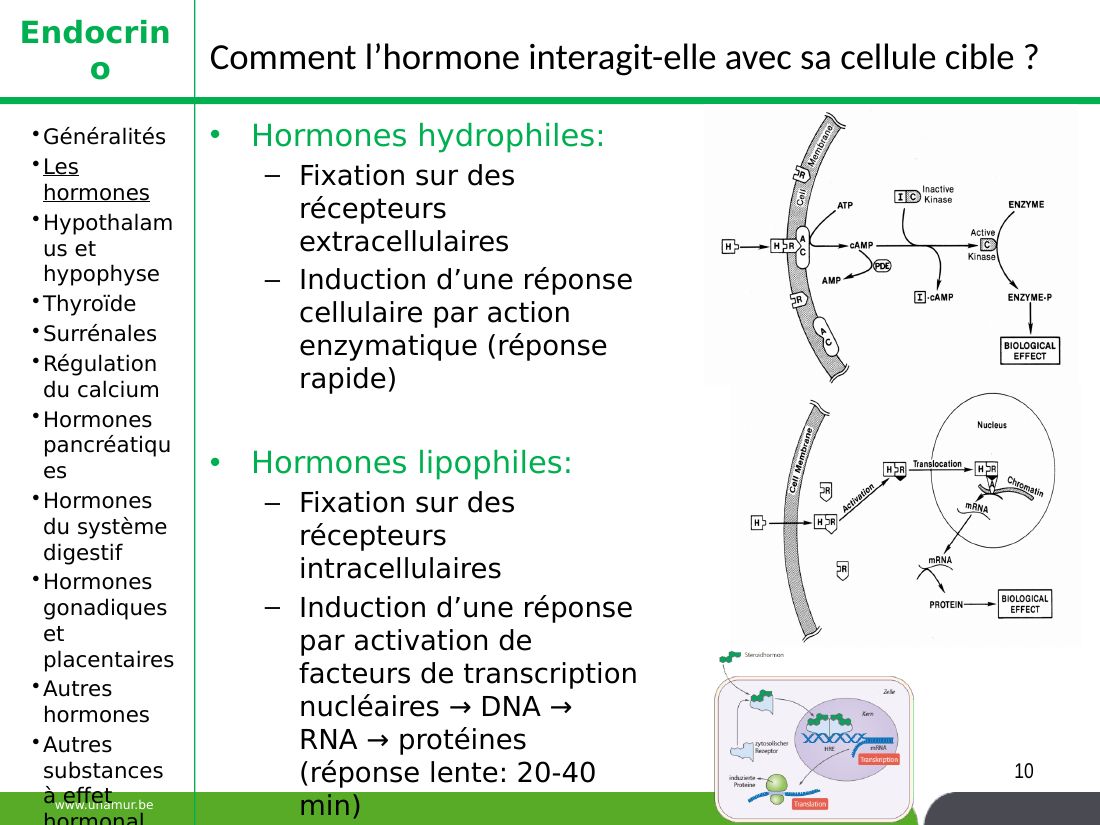 Endocrin
o
Comment l’hormone interagit-elle avec sa cellule cible ?
•Généralités
•Les
hormones
•Hypothalam
us et
hypophyse
•Thyroïde
•Surrénales
•Régulation
du calcium
•Hormones
pancréatiqu
es
•Hormones
du système
digestif
•Hormones
gonadiques
et
placentaires
•Autres
hormones
•Autres
substances
à effet
hormonal
www.unamur.be
• Hormones hydrophiles:
– Fixation sur des
récepteurs
extracellulaires
– Induction d’une réponse
cellulaire par action
enzymatique (réponse
rapide)
• Hormones lipophiles:
– Fixation sur des
récepteurs
intracellulaires
– Induction d’une réponse
par activation de
facteurs de transcription
nucléaires → DNA →
RNA → protéines
(réponse lente: 20-40
min)
Cell Membrane
R
H
H R
A
C
ATP
cAMP
AMP
PDE
I C
Inactive
Kinase
Active
C
Kinase
I -cAMP
ENZYME
ENZYME-P
BIOLOGICAL
EFFECT
R
A
C
Cell Membrane
Nucleus
H
R
H R
R
Activation
H R
Translocation
H R
A
Chromatin
mRNA
mRNA
PROTEIN
BIOLOGICAL
EFFECT
Steroidhormon
Zelle
Kern
zytosolischer
Rezeptor
HRE
mRNA
Transkription
induzierte
Proteine
Translation
10